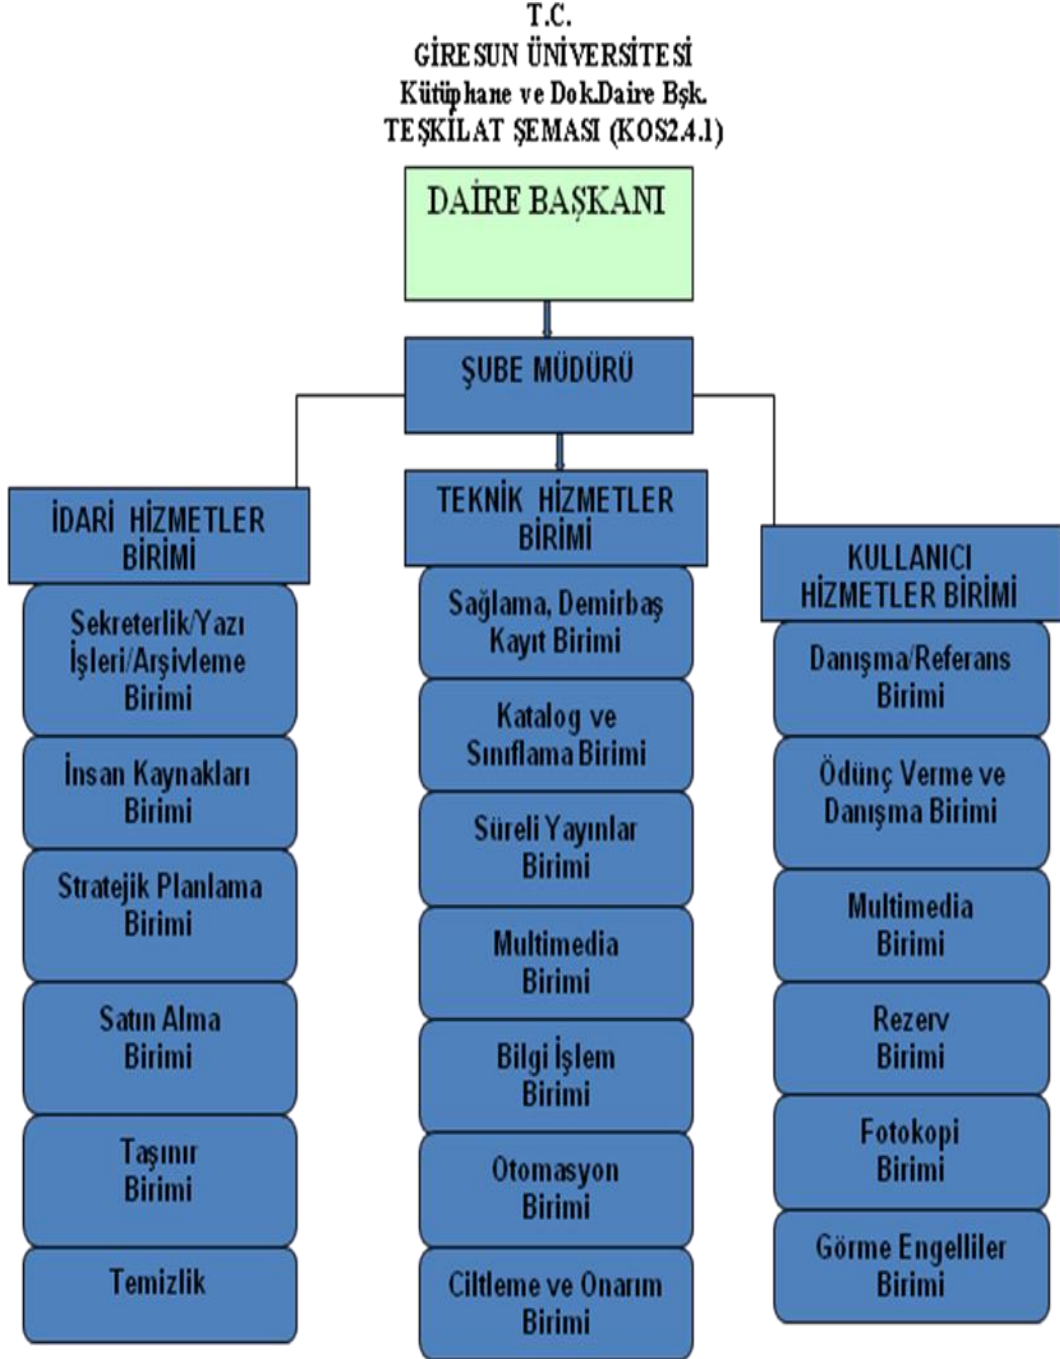 T.C.
GİRESUN ÜNİVERSİTESİ
Kütüphane ve Dok.Daire Bşk.
TEŞKİLAT ŞEMASI (KOS2.4.1)
DAİRE BAŞKANI
ŞUBE MÜDÜRÜ
İDARİ HİZMETLER
BİRİMİ
Sekreterlik/Yazı
İşleri/Arşivleme
Birimi
İnsan Kaynakları
Birimi
Stratejik Planlama
Birimi
Satın Alma
Birimi
Taşınır
Birimi
Temizlik
TEKNİK HİZMETLER
BİRİMİ
Sağlama, Demirbaş
Kayıt Birimi
Katalog ve
Sınıflama Birimi
Süreli Yayınlar
Birimi
Multimedia
Birimi
Bilgi İşlem
Birimi
Otomasyon
Birimi
Ciltleme ve Onarım
Birimi
KULLANICI
HİZMETLER BİRİMİ
Danışma/Referans
Birimi
Ödünç Verme ve
Danışma Birimi
Multimedia
Birimi
Rezerv
Birimi
Fotokopi
Birimi
Görme Engelliler
Birimi